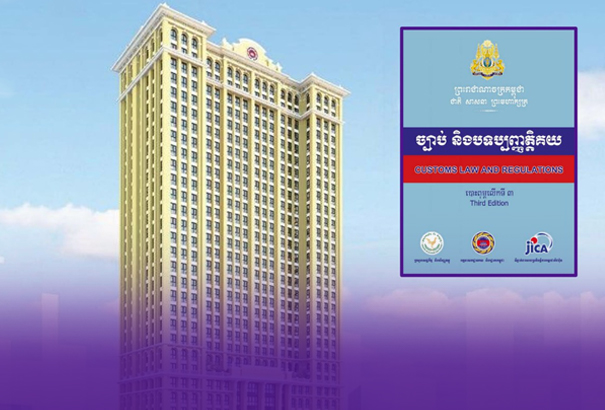 ព្រះរាជាណាចក្រកម្ពុជា
ជាតិ សាសនា ព្រះមហាក្សត្រ
ច្បាប់ និងបទប្បញ្ញត្តិគយ
CUSTOMS LAW AND REGULATIONS
បោះពុម្ពលើកទី ៣
Third Edition
JICA